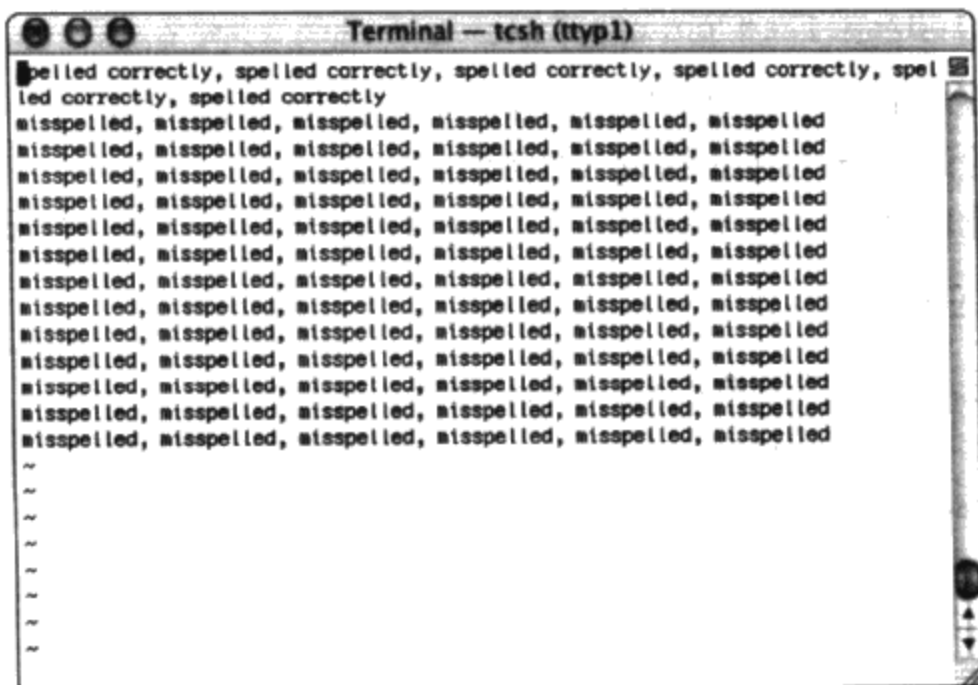 Terminal — tcsh (ttyp1)
spelled correctly, spelled correctly, spelled correctly, spelled correctly, spel
led correctly, spelled correctly
misspelled, misspelled, misspelled, misspelled, misspelled, misspelled
misspelled, misspelled, misspelled, misspelled, misspelled, misspelled
misspelled, misspelled, misspelled, misspelled, misspelled, misspelled
misspelled, misspelled, misspelled, misspelled, misspelled, misspelled
misspelled, misspelled, misspelled, misspelled, misspelled, misspelled
misspelled, misspelled, misspelled, misspelled, misspelled, misspelled
misspelled, misspelled, misspelled, misspelled, misspelled, misspelled
misspelled, misspelled, misspelled, misspelled, misspelled, misspelled
misspelled, misspelled, misspelled, misspelled, misspelled, misspelled
misspelled, misspelled, misspelled, misspelled, misspelled, misspelled
misspelled, misspelled, misspelled, misspelled, misspelled, misspelled
misspelled, misspelled, misspelled, misspelled, misspelled, misspelled
misspelled, misspelled, misspelled, misspelled, misspelled, misspelled
~
~
~
~
~
~
~
~